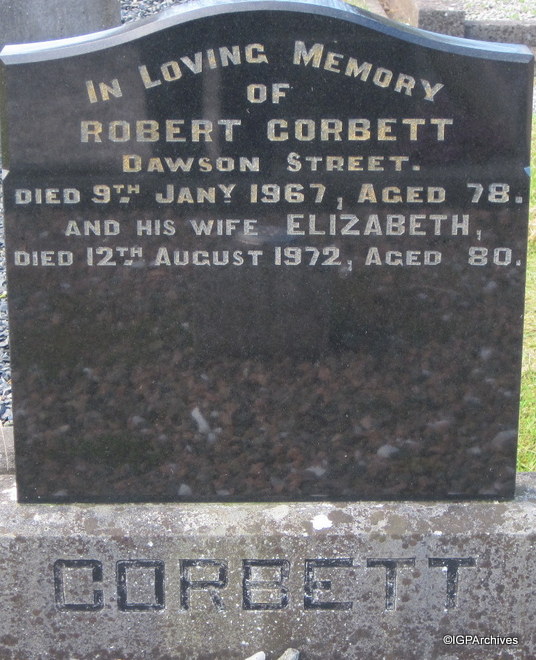 In Loving Memory
OF
ROBERT CORBETT
DAWSON STREET.
DIED 9TH JANY 1967, AGED 78.
AND HIS WIFE ELIZABETH,
DIED 12TH AUGUST 1972, AGED 80.
CORBETT
©IGPArchives